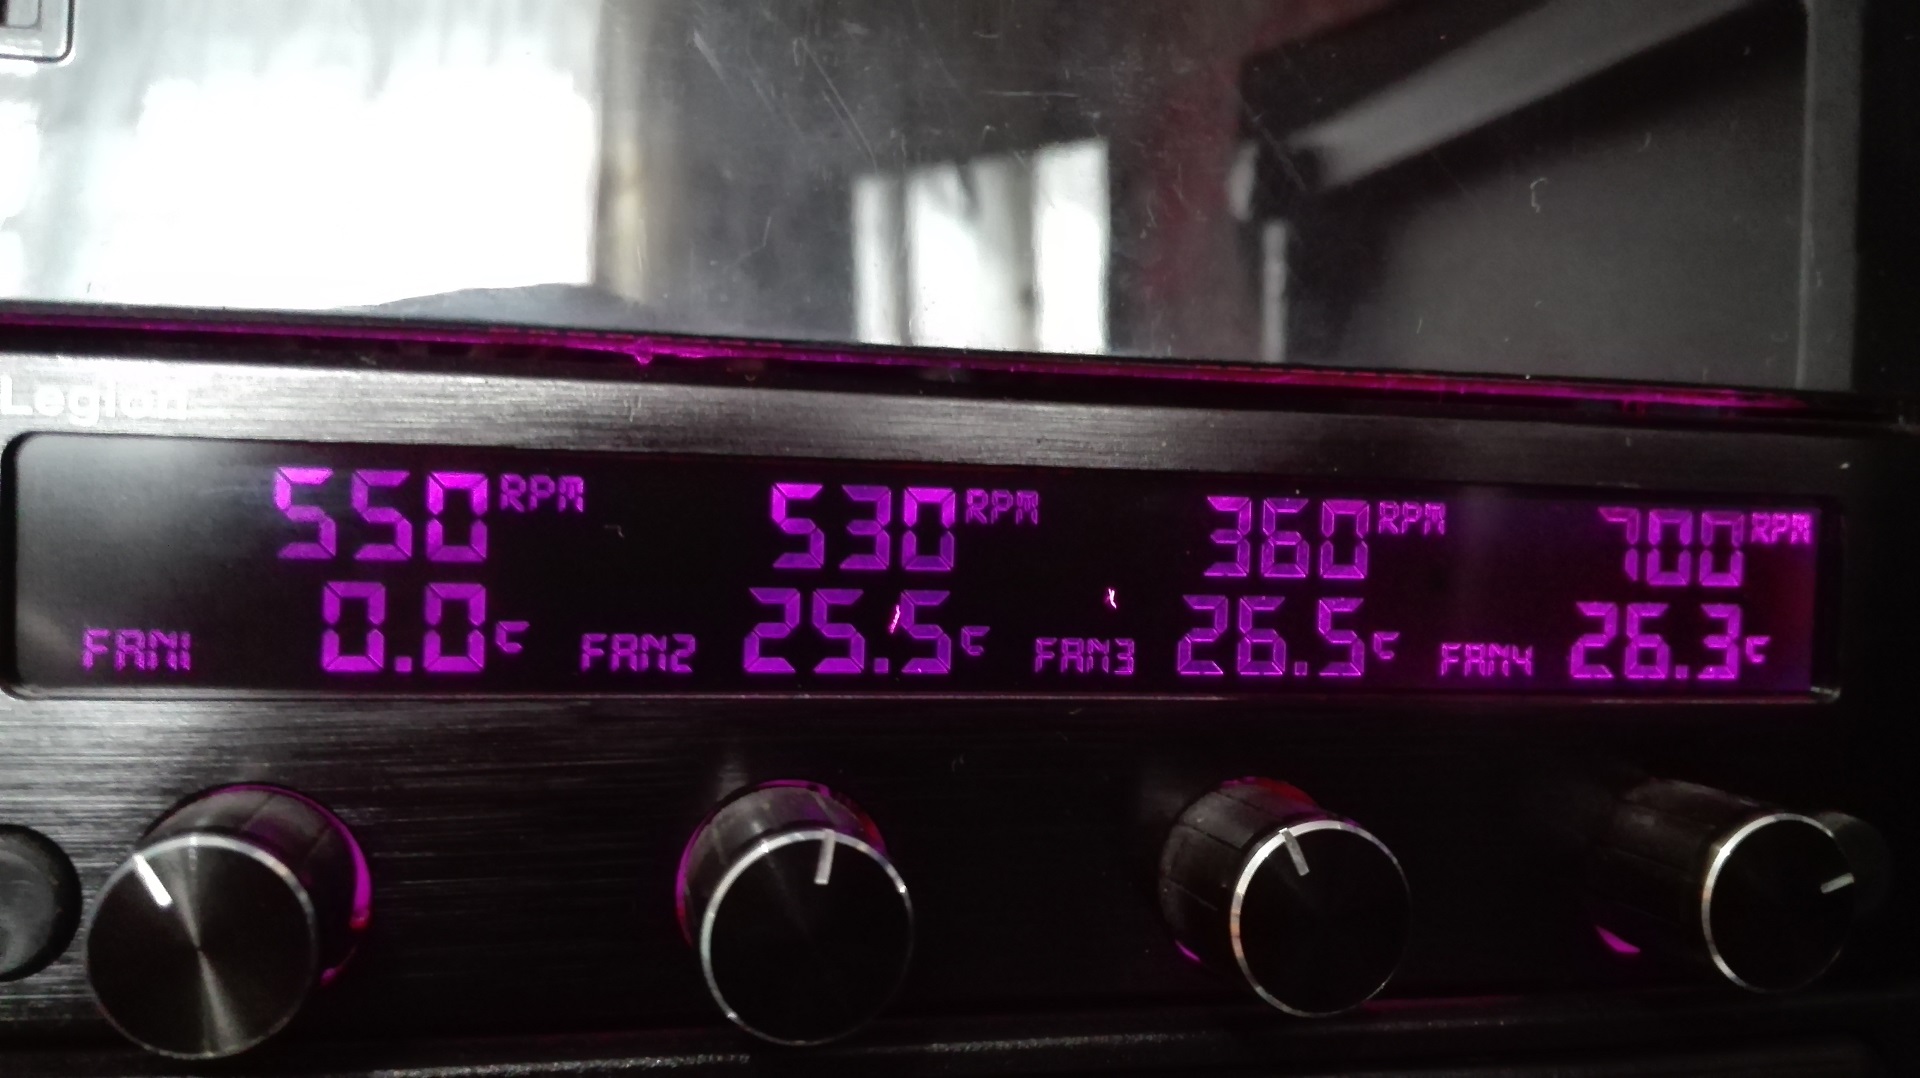 Legion
550 RPM 530 RPM 360 RPM 700 RPM
FAN1 0.0 C FAN2 25.5 C FAN3 26.5 C FAN4 26.3 C